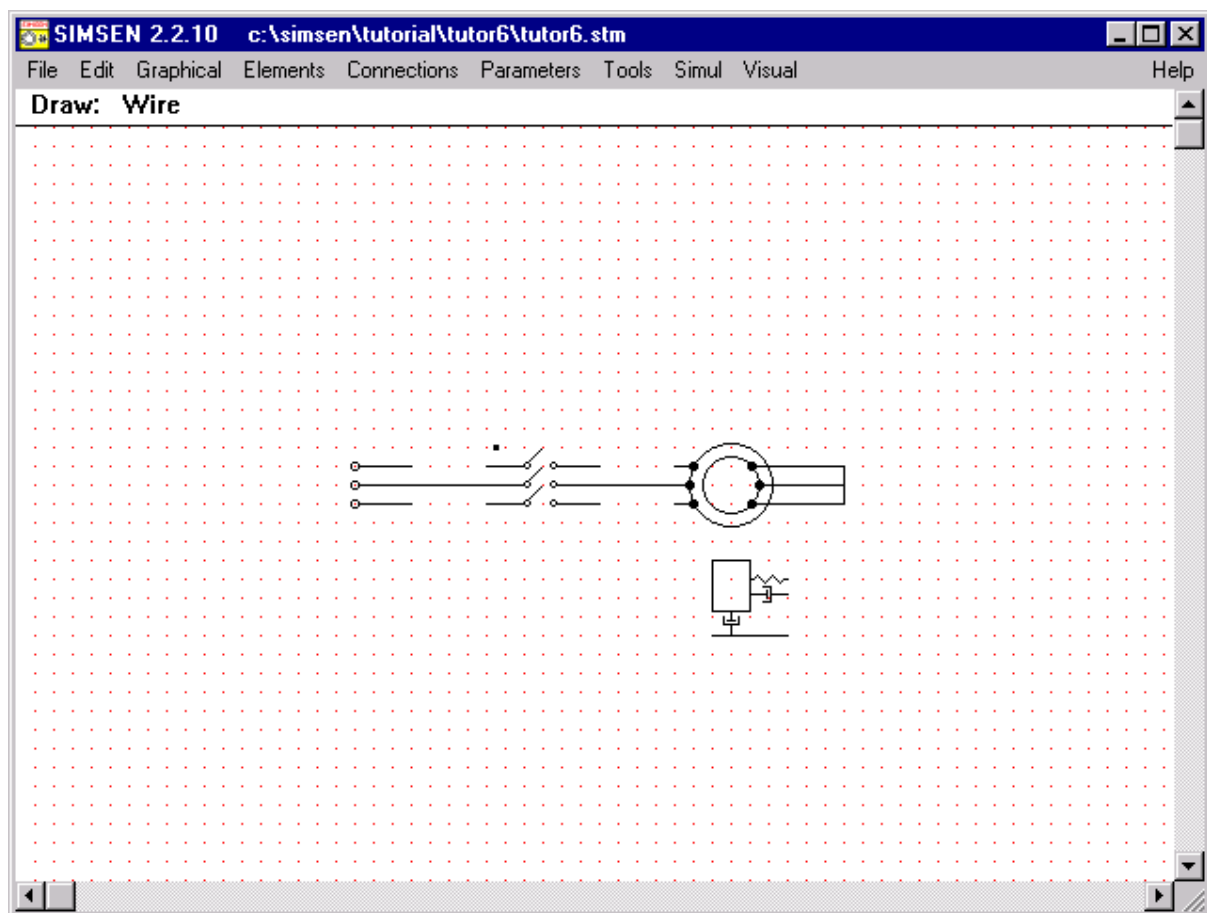 SIMSEN 2.2.10 c:\simsen\tutorial\tutor6\tutor6.stm
File Edit Graphical Elements Connections Parameters Tools Simul Visual Help
Draw: Wire